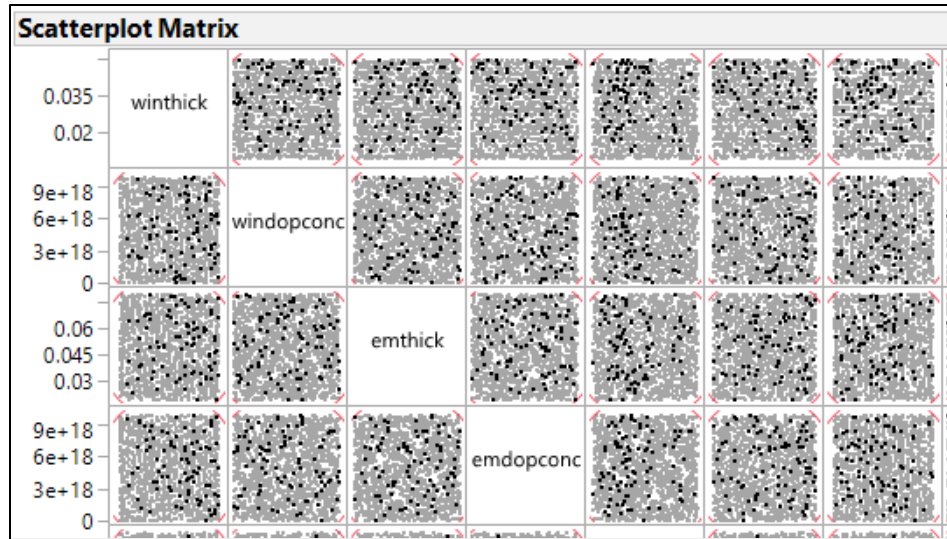 Scatterplot Matrix
0.035
winthick
0.02
9e+18
6e+18
windopconc
3e+18
0
0.06
emthick
0.045
0.03
9e+18
6e+18
emdopconc
3e+18
0